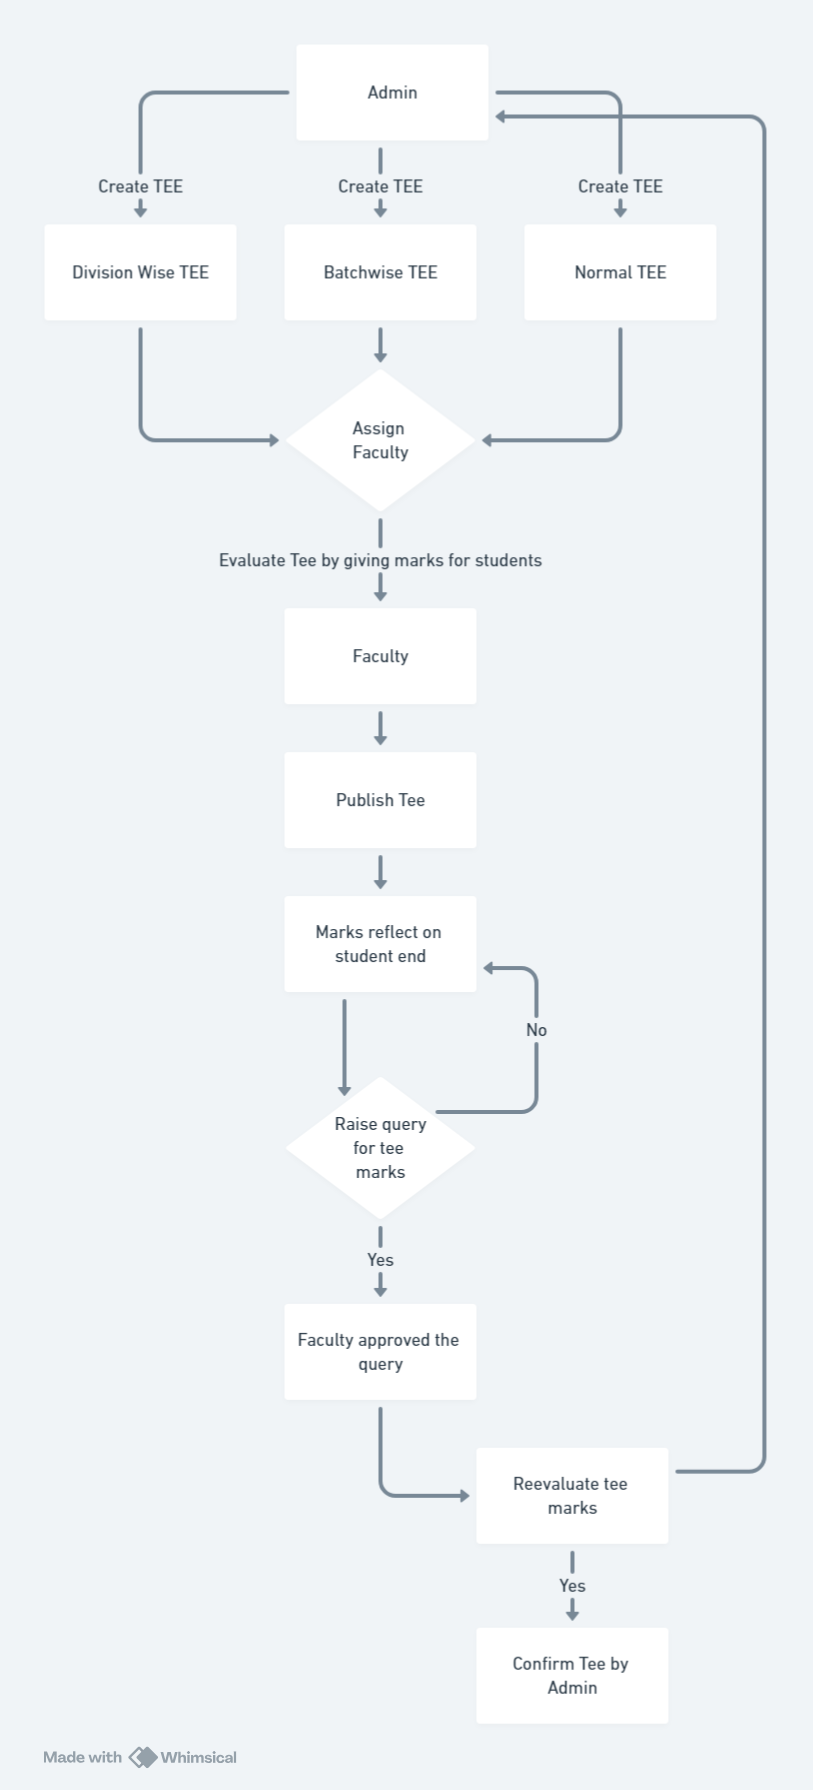 Admin
Create TEE
Create TEE
Create TEE
Division Wise TEE
Batchwise TEE
Normal TEE
Assign
Faculty
Evaluate Tee by giving marks for students
Faculty
Publish Tee
Marks reflect on
student end
No
Raise query
for tee
marks
Yes
Faculty approved the
query
Reevaluate tee
marks
Yes
Confirm Tee by
Admin
Made with Whimsical